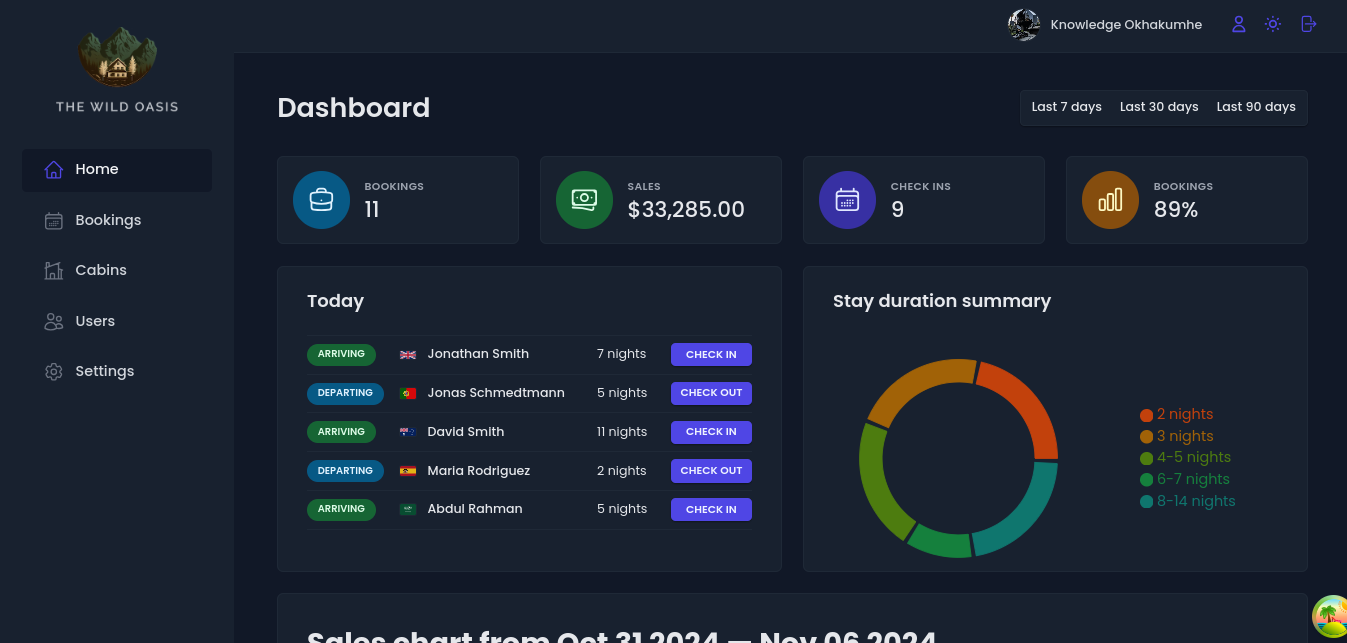 Knowledge Okhakumhe
THE WILD OASIS
Home
Bookings
Cabins
Users
Settings
Dashboard
Last 7 days Last 30 days Last 90 days
BOOKINGS
11
SALES
$33,285.00
CHECK INS
9
BOOKINGS
89%
Today
ARRIVING Jonathan Smith 7 nights CHECK IN
DEPARTING Jonas Schmedtmann 5 nights CHECK OUT
ARRIVING David Smith 11 nights CHECK IN
DEPARTING Maria Rodriguez 2 nights CHECK OUT
ARRIVING Abdul Rahman 5 nights CHECK IN
Stay duration summary
2 nights
3 nights
4-5 nights
6-7 nights
8-14 nights
Sales chart from Oct 31 2024 — Nov 06 2024